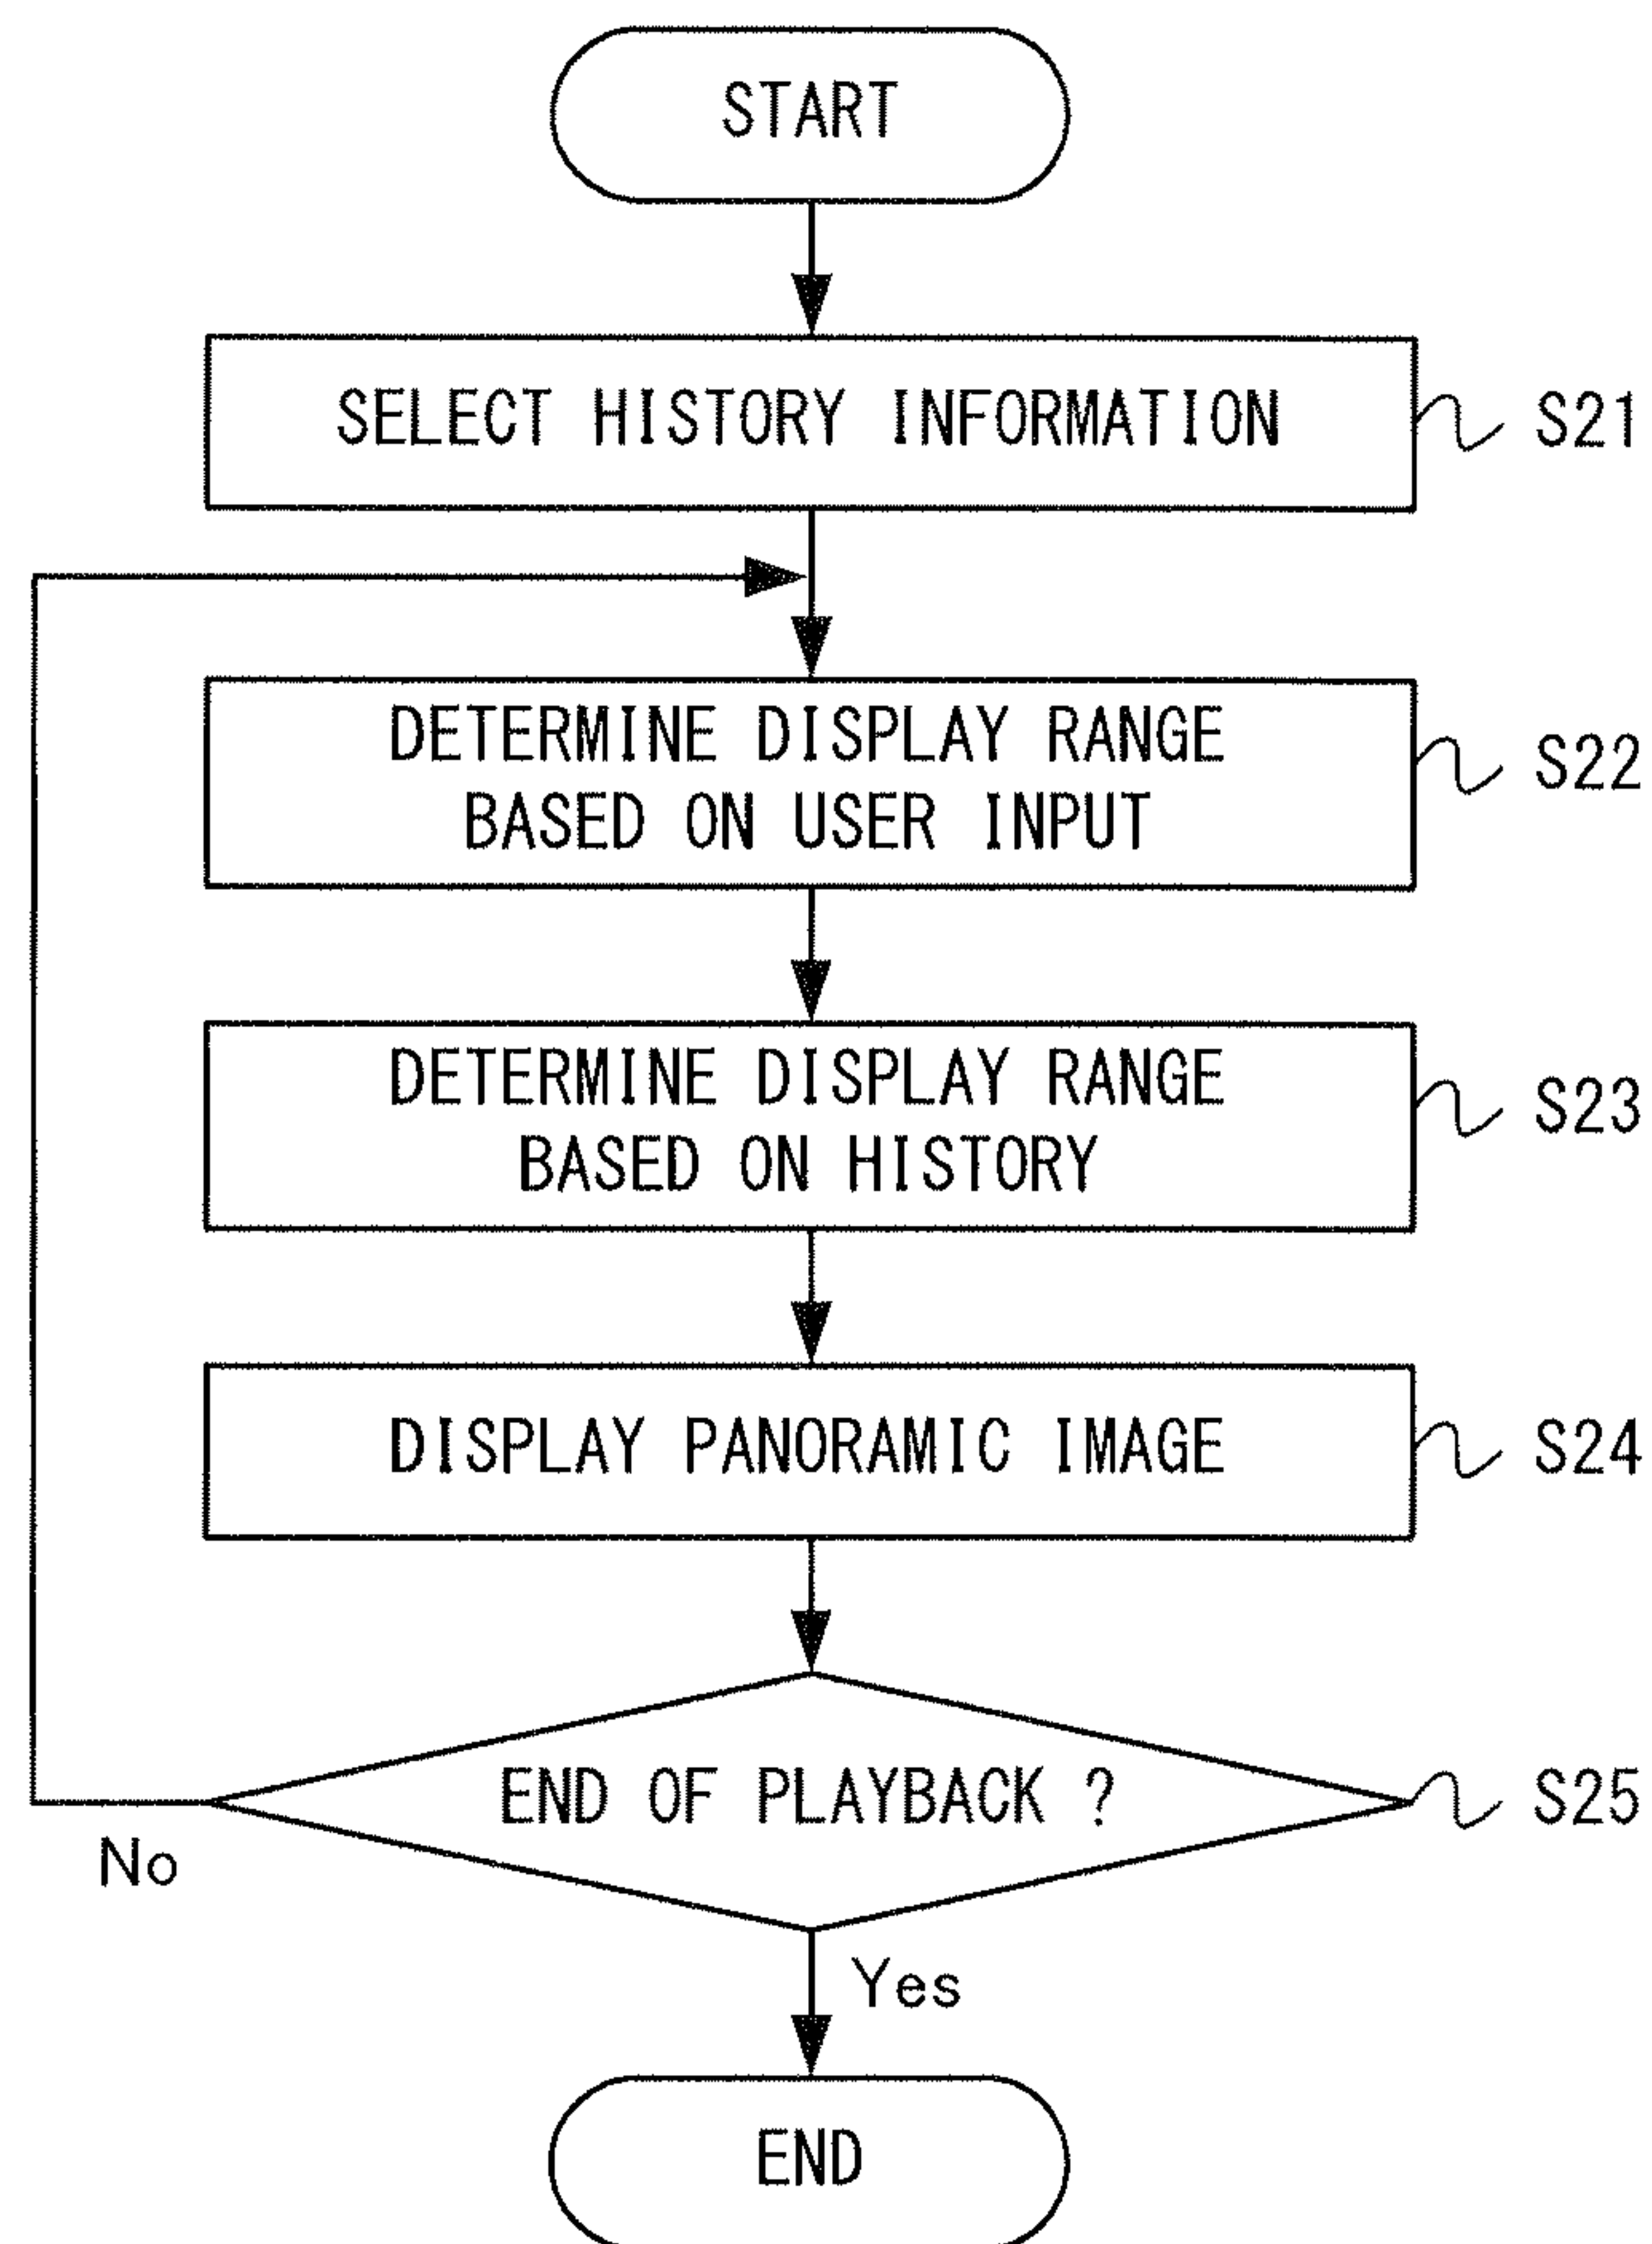 START
SELECT HISTORY INFORMATION
S21
DETERMINE DISPLAY RANGE
BASED ON USER INPUT
S22
DETERMINE DISPLAY RANGE
BASED ON HISTORY
S23
DISPLAY PANORAMIC IMAGE
S24
END OF PLAYBACK ?
S25
No
Yes
END